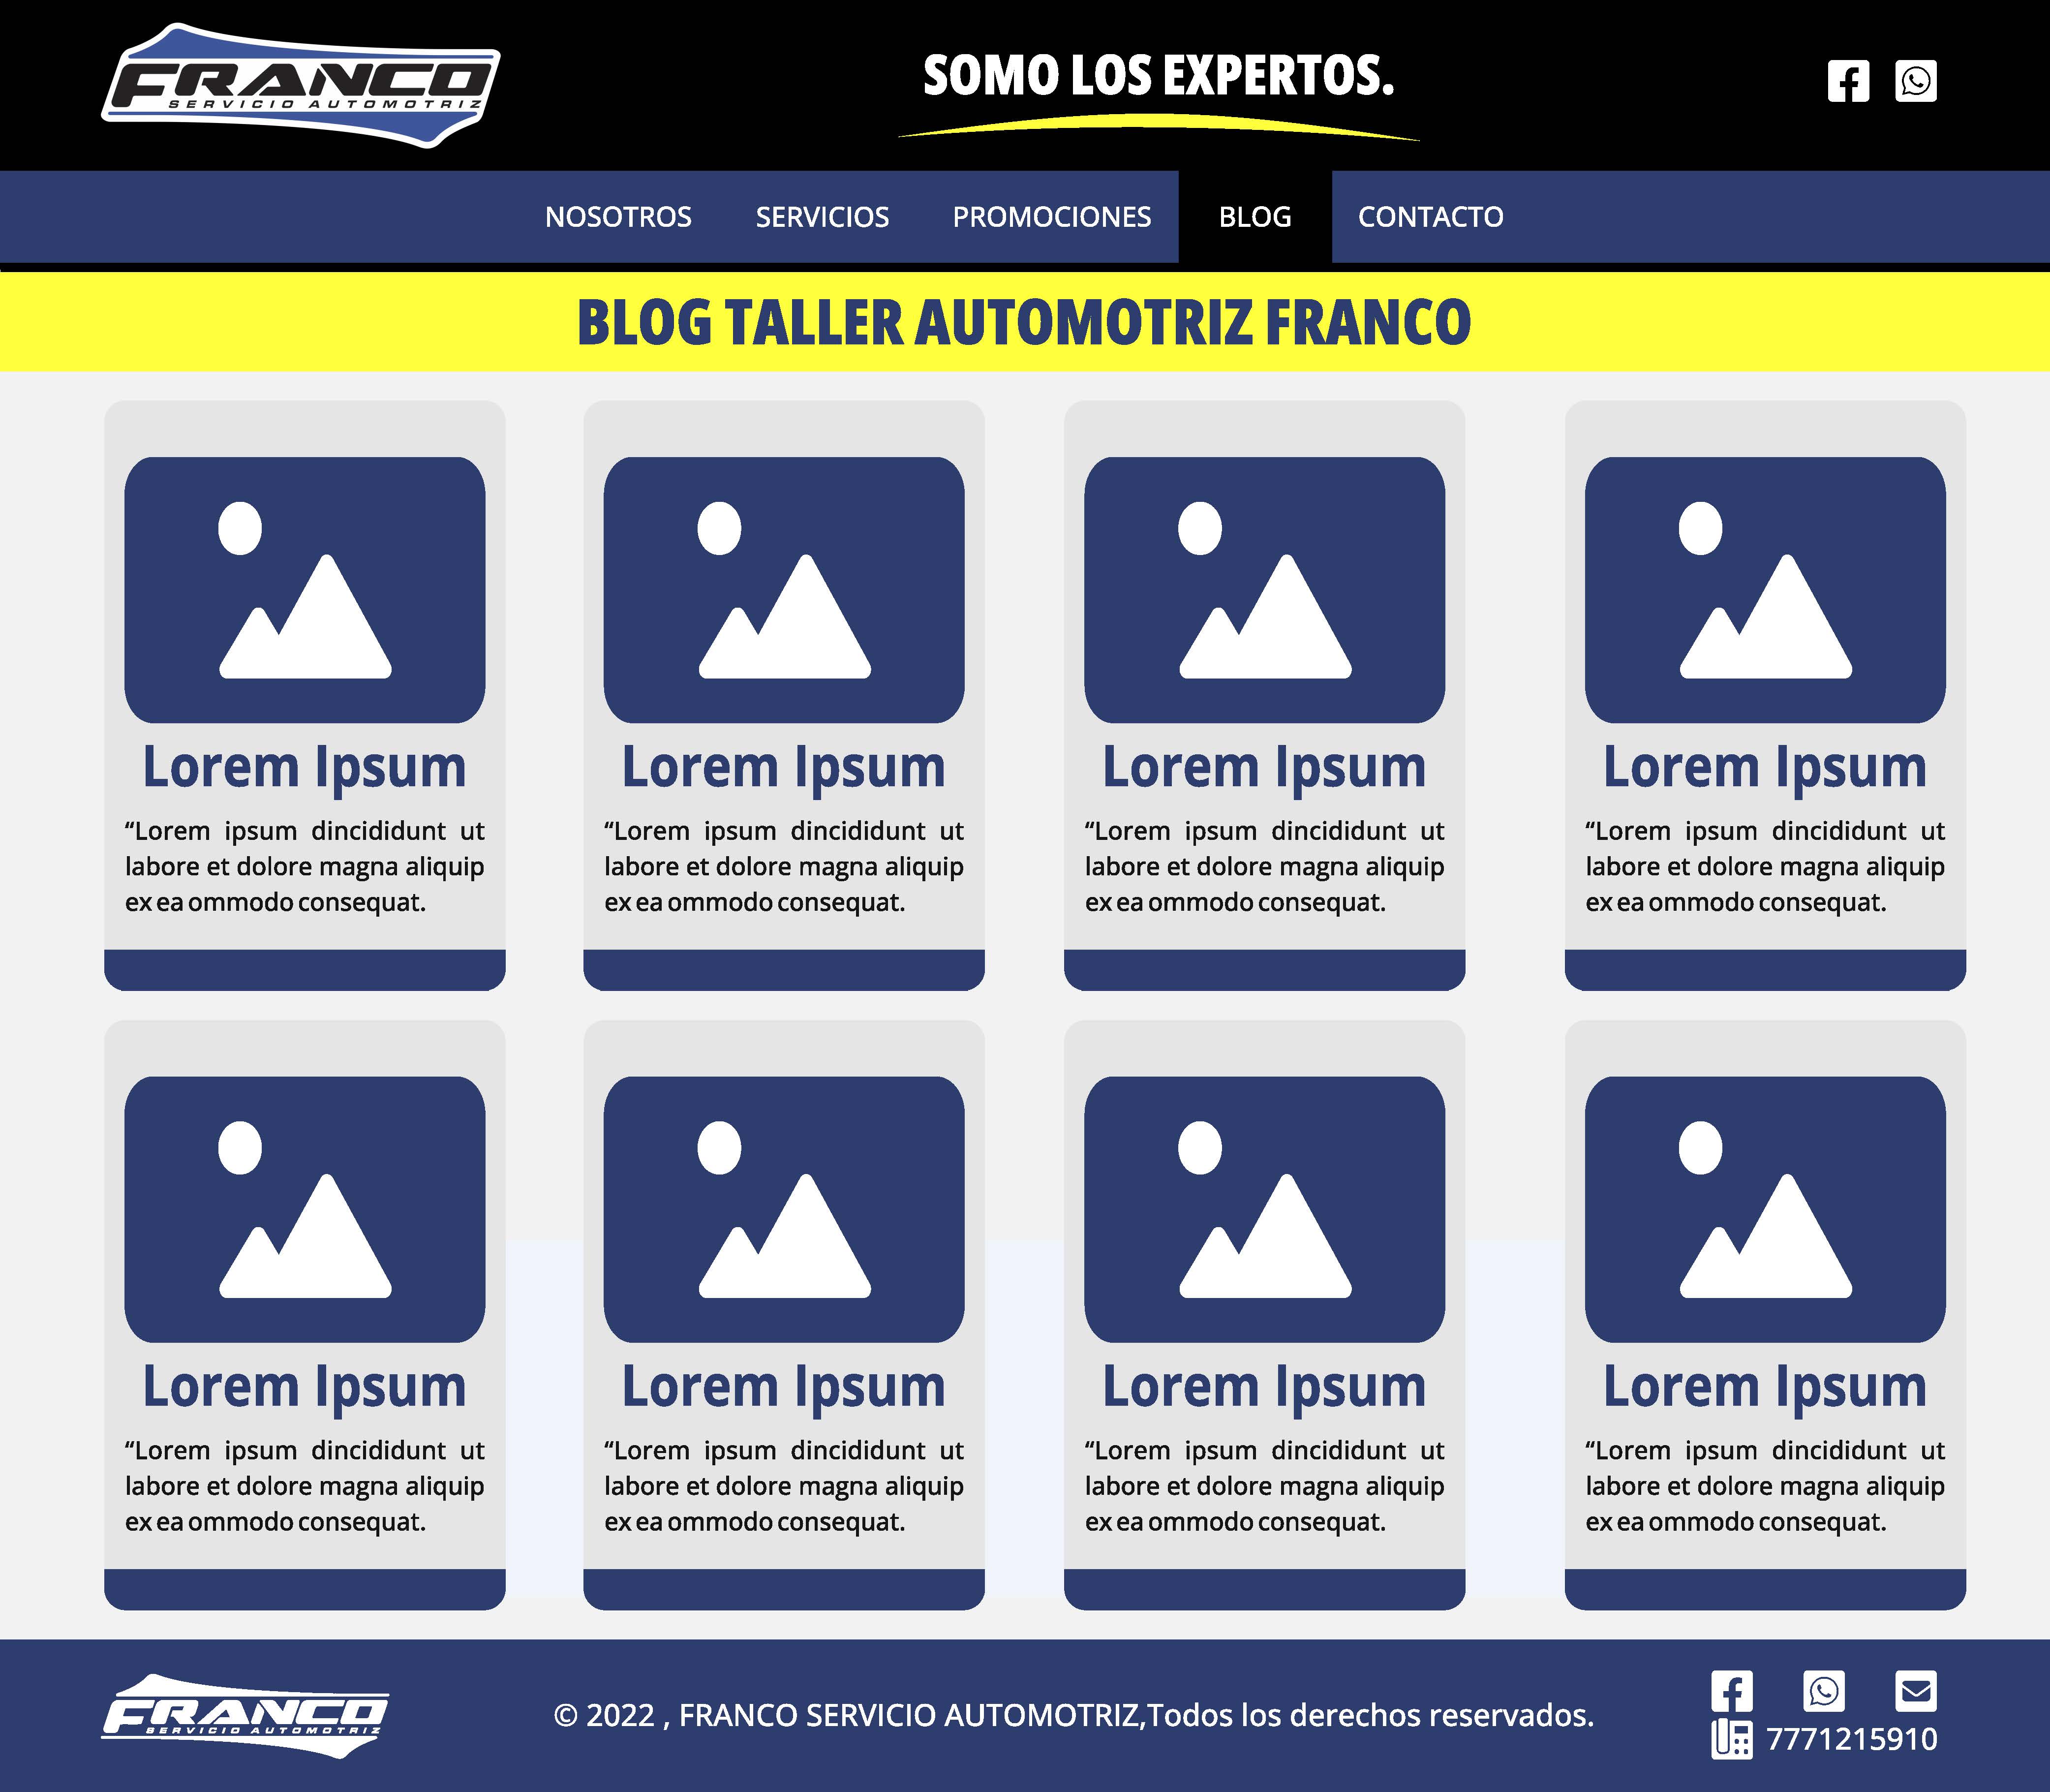 FRANCO
SERVICIO AUTOMOTRIZ
SOMO LOS EXPERTOS.
NOSOTROS SERVICIOS PROMOCIONES BLOG CONTACTO
BLOG TALLER AUTOMOTRIZ FRANCO
Lorem Ipsum
“Lorem ipsum dincididunt ut
labore et dolore magna aliquip
ex ea ommodo consequat.
Lorem Ipsum
“Lorem ipsum dincididunt ut
labore et dolore magna aliquip
ex ea ommodo consequat.
Lorem Ipsum
“Lorem ipsum dincididunt ut
labore et dolore magna aliquip
ex ea ommodo consequat.
Lorem Ipsum
“Lorem ipsum dincididunt ut
labore et dolore magna aliquip
ex ea ommodo consequat.
Lorem Ipsum
“Lorem ipsum dincididunt ut
labore et dolore magna aliquip
ex ea ommodo consequat.
Lorem Ipsum
“Lorem ipsum dincididunt ut
labore et dolore magna aliquip
ex ea ommodo consequat.
Lorem Ipsum
“Lorem ipsum dincididunt ut
labore et dolore magna aliquip
ex ea ommodo consequat.
Lorem Ipsum
“Lorem ipsum dincididunt ut
labore et dolore magna aliquip
ex ea ommodo consequat.
FRANCO
SERVICIO AUTOMOTRIZ
© 2022 , FRANCO SERVICIO AUTOMOTRIZ,Todos los derechos reservados.
7771215910